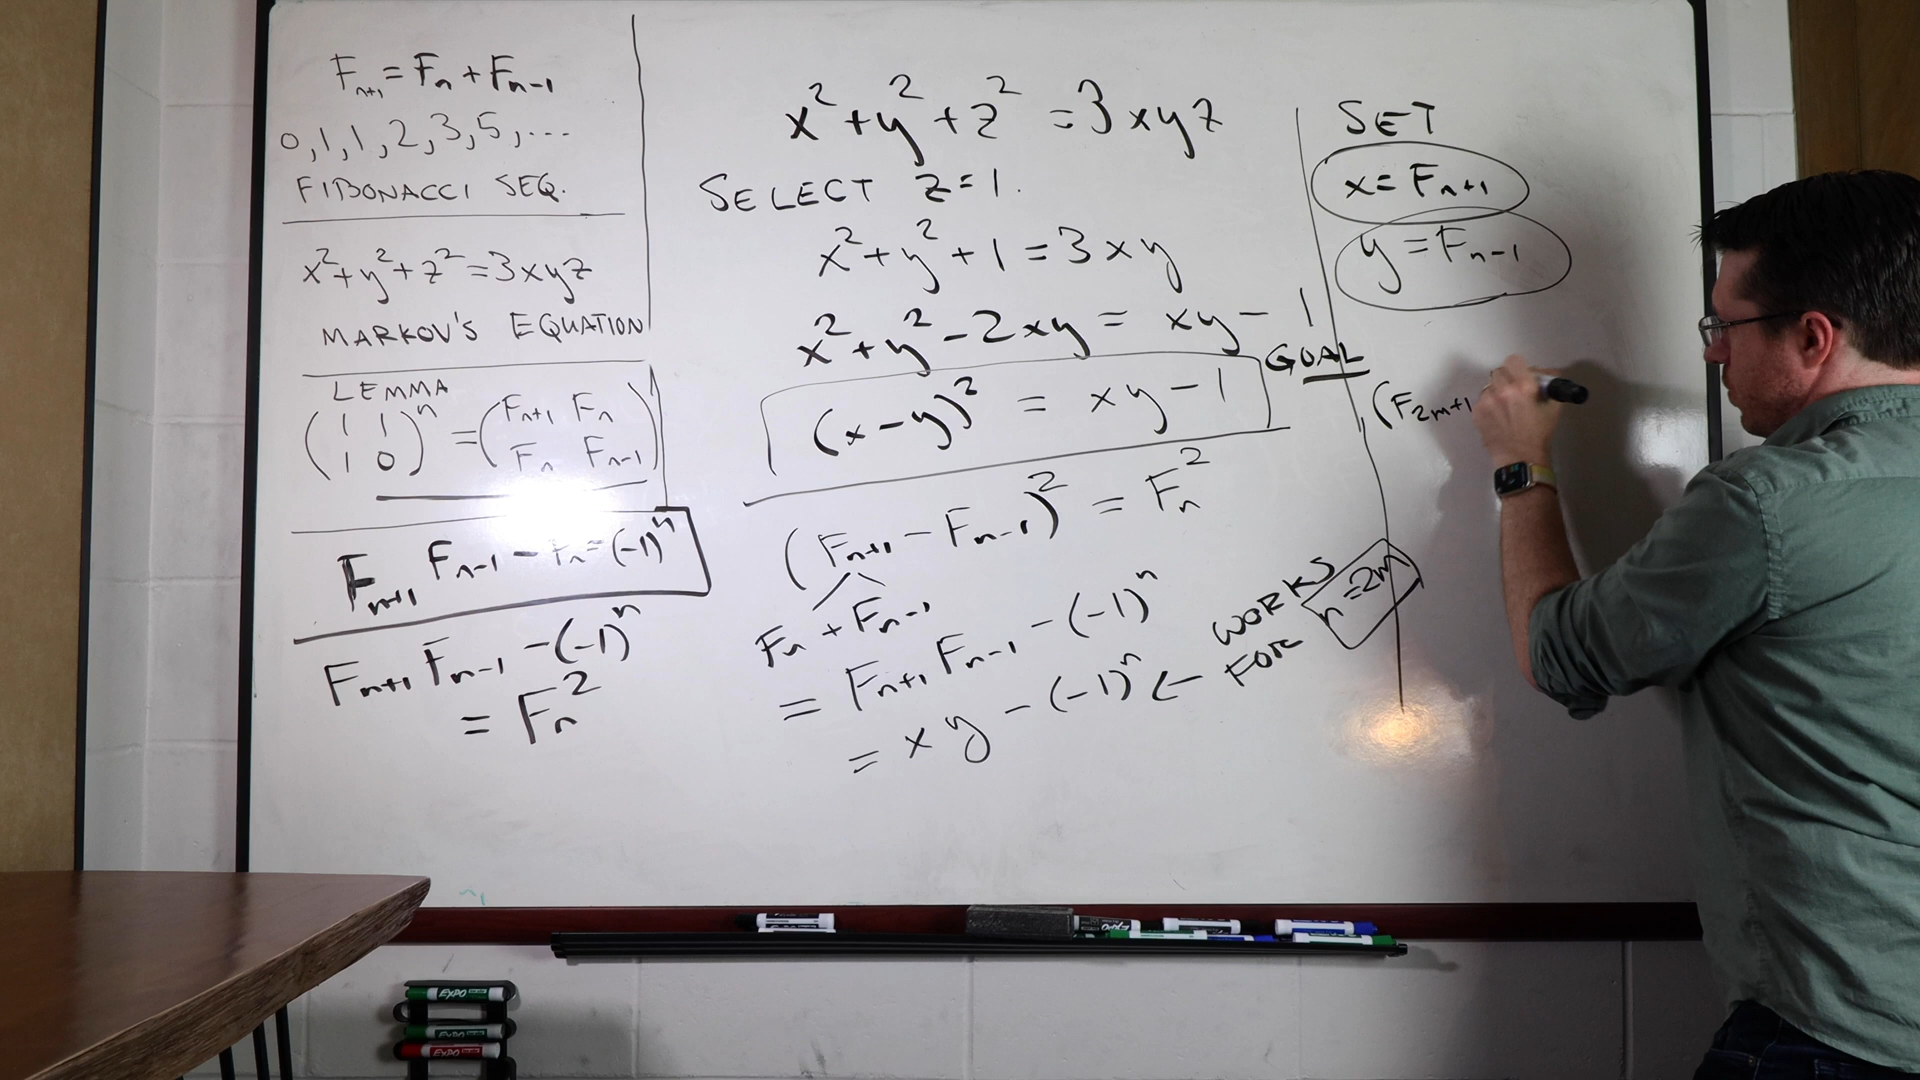 Fₙ₊₁ = Fₙ + Fₙ₋₁
0, 1, 1, 2, 3, 5, ...
FIBONACCI SEQ.
x² + y² + z² = 3xyz
MARKOV'S EQUATION
LEMMA
(1 1; 1 0)ⁿ = (Fₙ₊₁ Fₙ; Fₙ Fₙ₋₁)
Fₙ₊₁ Fₙ₋₁ - Fₙ = (-1)ⁿ
Fₙ₊₁ Fₙ₋₁ - (-1)ⁿ
= Fₙ²
x² + y² + z² = 3xyz
SELECT z = 1.
x² + y² + 1 = 3xy
x² + y² - 2xy = xy - 1
(x - y)² = xy - 1
GOAL
(Fₙ₊₁ - Fₙ₋₁)² = Fₙ²
Fₙ + Fₙ₋₁
= Fₙ₊₁ Fₙ₋₁ - (-1)ⁿ
= xy - (-1)ⁿ ← WORKS
FOR n = 2m
SET
x = Fₙ₊₁
y = Fₙ₋₁
(F₂ₘ₊₁
EXPO
EXPO
EXPO
EXPO